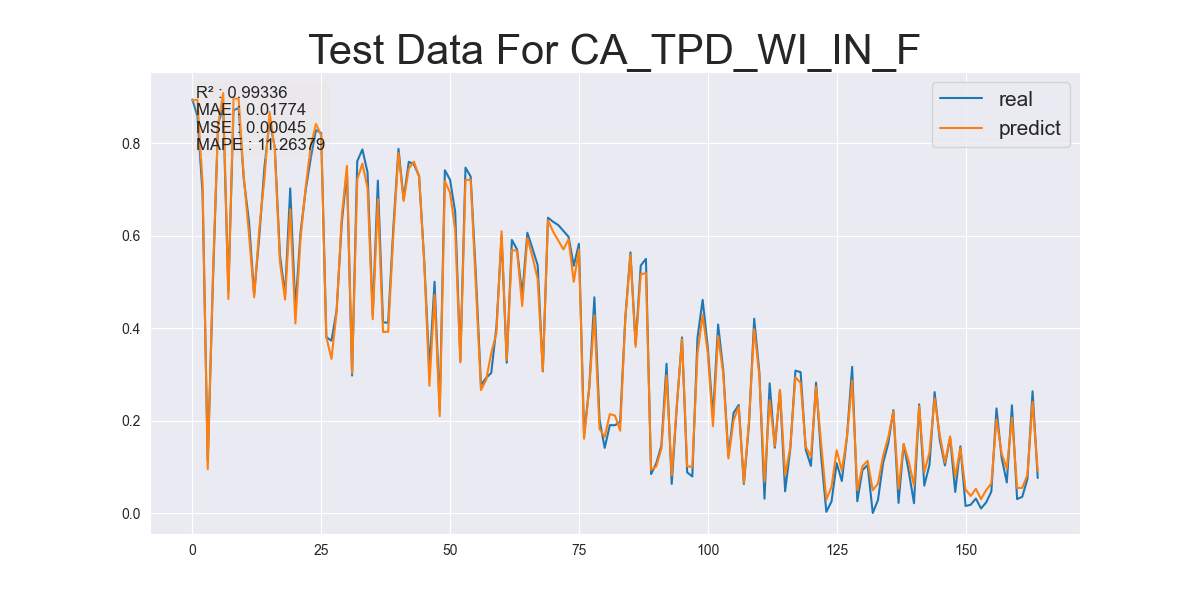 Test Data For CA_TPD_WI_IN_F
R² : 0.99336
MAE : 0.01774
MSE : 0.00045
MAPE : 11.26379
real
predict
0.8
0.6
0.4
0.2
0.0
0 25 50 75 100 125 150